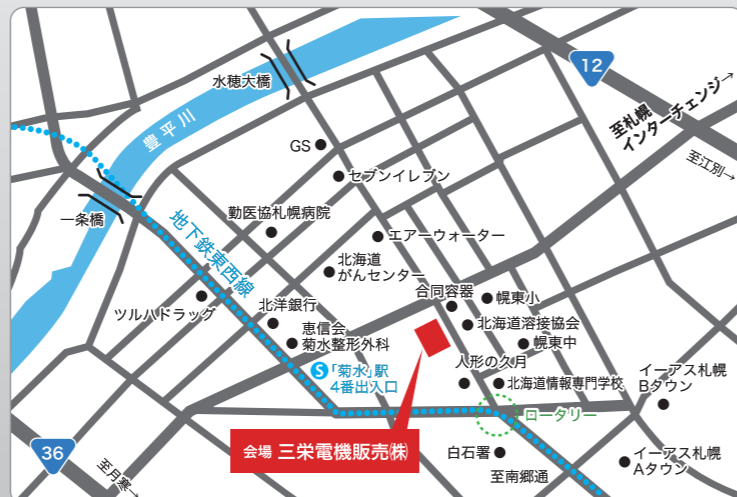 水穂大橋
12
豊平川
至札幌
インターチェンジ→
至江別→
GS
セブンイレブン
一条橋
勤医協札幌病院
エアーウォーター
地下鉄東西線
北海道
がんセンター
合同容器
幌東小
ツルハドラッグ
北洋銀行
北海道溶接協会
恵信会
菊水整形外科
幌東中
人形の久月
S「菊水」駅
4番出入口
北海道情報専門学校
イーアス札幌
Bタウン
ロータリー
会場 三栄電機販売㈱
36
至月寒→
白石署
至南郷通
イーアス札幌
Aタウン